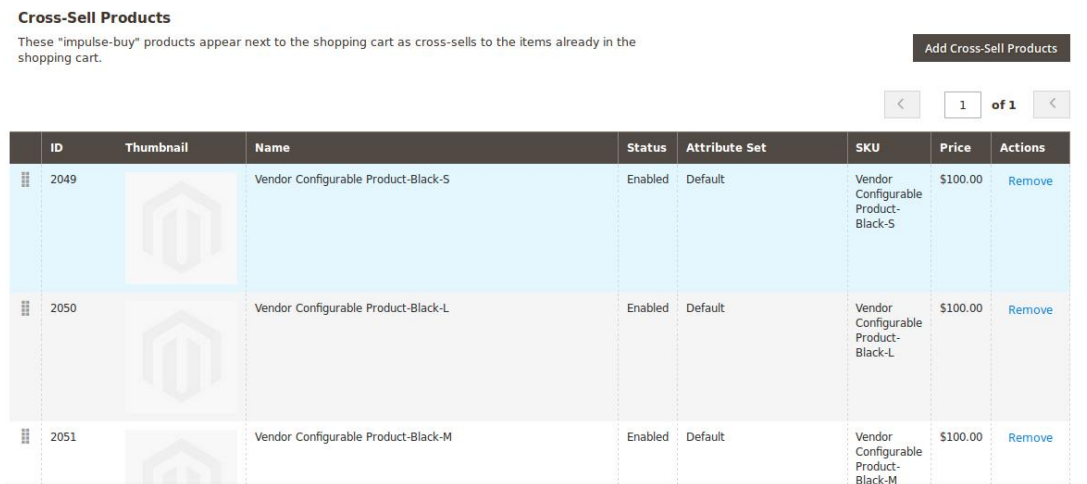 Cross-Sell Products
These "impulse-buy" products appear next to the shopping cart as cross-sells to the items already in the
shopping cart.
Add Cross-Sell Products
1 of 1
ID Thumbnail Name Status Attribute Set SKU Price Actions
2049 Vendor Configurable Product-Black-S Enabled Default Vendor $100.00 Remove
Configurable
Product-
Black-S
2050 Vendor Configurable Product-Black-L Enabled Default Vendor $100.00 Remove
Configurable
Product-
Black-L
2051 Vendor Configurable Product-Black-M Enabled Default Vendor $100.00 Remove
Configurable
Product-
Black-M